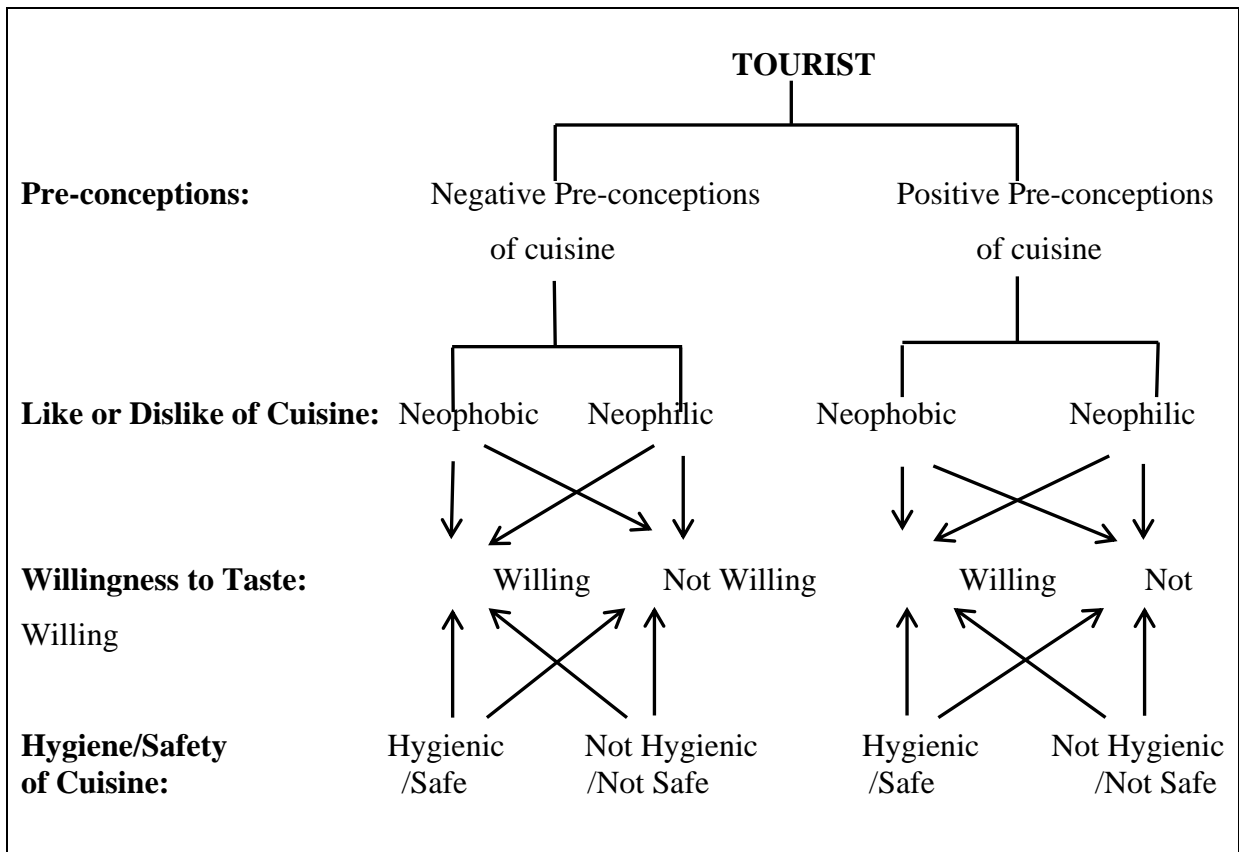 TOURIST
Pre-conceptions: Negative Pre-conceptions Positive Pre-conceptions
of cuisine of cuisine
Like or Dislike of Cuisine: Neophobic Neophilic Neophobic Neophilic
Willingness to Taste: Willing Not Willing Willing Not
Willing
Hygiene/Safety Hygienic Not Hygienic Hygienic Not Hygienic
of Cuisine: /Safe /Not Safe /Safe /Not Safe